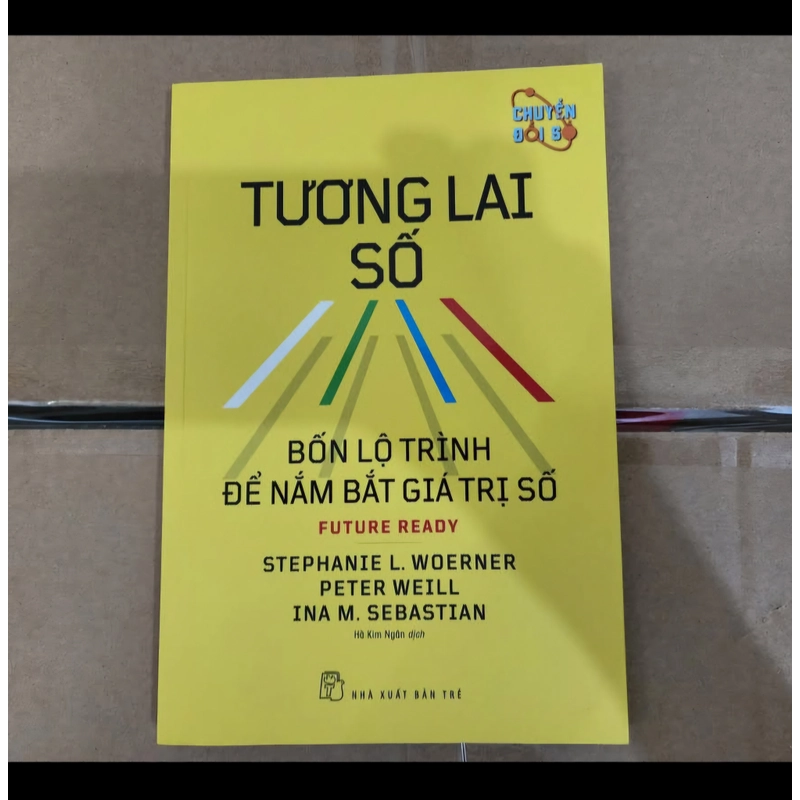 CHUYỂN
ĐỔI SỐ
TƯƠNG LAI
SỐ
BỐN LỘ TRÌNH
ĐỂ NẮM BẮT GIÁ TRỊ SỐ
FUTURE READY
STEPHANIE L. WOERNER
PETER WEILL
INA M. SEBASTIAN
Hà Kim Ngân dịch
NHÀ XUẤT BẢN TRẺ